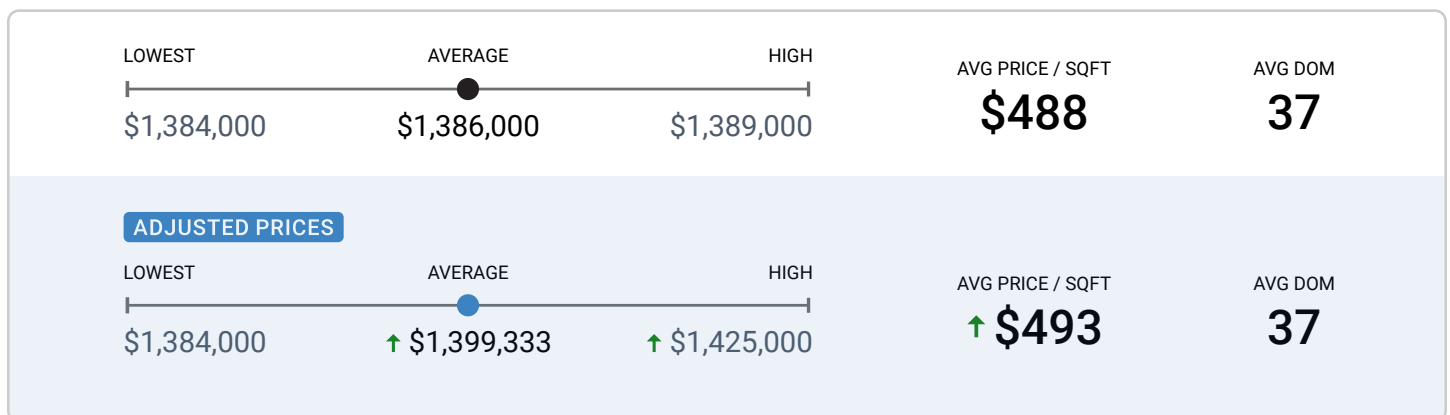 LOWEST AVERAGE HIGH AVG PRICE / SQFT AVG DOM
$1,384,000 $1,386,000 $1,389,000 $488 37
ADJUSTED PRICES
LOWEST AVERAGE HIGH AVG PRICE / SQFT AVG DOM
$1,384,000 $1,399,333 $1,425,000 $493 37